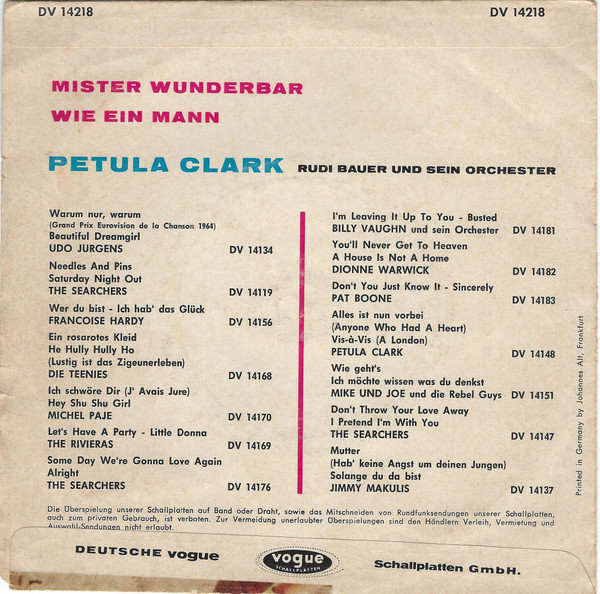 DV 14218
DV 14218
MISTER WUNDERBAR
WIE EIN MANN
PETULA CLARK RUDI BAUER UND SEIN ORCHESTER
Warum nur, warum
(Grand Prix Eurovision de la Chanson 1964)
Beautiful Dreamgirl
UDO JURGENS DV 14134
Needles And Pins
Saturday Night Out
THE SEARCHERS DV 14119
Wer du bist - Ich hab' das Glück
FRANCOISE HARDY DV 14156
Ein rosarotes Kleid
He Hully Hully Ho
(Lustig ist das Zigeunerleben)
DIE TEENIES DV 14168
Ich schwöre Dir (J' Avais Jure)
Hey Shu Shu Girl
MICHEL PAJE DV 14170
Let's Have A Party - Little Donna
THE RIVIERAS DV 14169
Some Day We're Gonna Love Again
Alright
THE SEARCHERS DV 14176
I'm Leaving It Up To You - Busted
BILLY VAUGHN und sein Orchester DV 14181
You'll Never Get To Heaven
A House Is Not A Home
DIONNE WARWICK DV 14182
Don't You Just Know It - Sincerely
PAT BOONE DV 14183
Alles ist nun vorbei
(Anyone Who Had A Heart)
Vis-à-Vis (A London)
PETULA CLARK DV 14148
Wie geht's
Ich möchte wissen was du denkst
MIKE UND JOE und die Rebel Guys DV 14151
Don't Throw Your Love Away
I Pretend I'm With You
THE SEARCHERS DV 14147
Mutter
(Hab' keine Angst um deinen Jungen)
Solange du da bist
JIMMY MAKULIS DV 14137
Printed in Germany by Johannes Alt, Frankfurt
Die Überspielung unserer Schallplatten auf Band oder Draht, sowie das Mitschneiden von Rundfunksendungen unserer Schallplatten,
auch zum privaten Gebrauch, ist verboten. Zur Vermeidung unerlaubter Überspielungen sind den Händlern Verleih, Vermietung und
Auswahl-Sendungen nicht erlaubt.
DEUTSCHE VOGUE
vogue
SCHALLPLATTEN
Schallplatten GmbH.